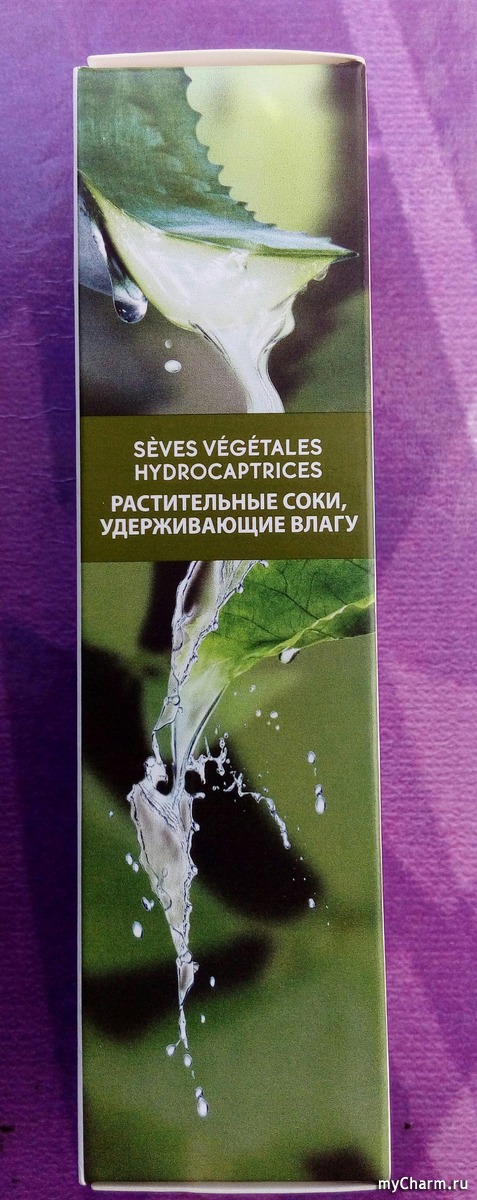 SÈVES VÉGÉTALES
HYDROCAPTRICES
РАСТИТЕЛЬНЫЕ СОКИ,
УДЕРЖИВАЮЩИЕ ВЛАГУ
myCharm.ru